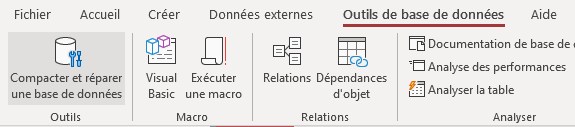 Fichier Accueil Créer Données externes Outils de base de données Aide
Compacter et réparer
une base de données
Visual
Basic
Exécuter
une macro
Relations
Dépendances
d'objet
Documentation de base de
Analyse des performances
Analyser la table
Outils Macro Relations Analyser